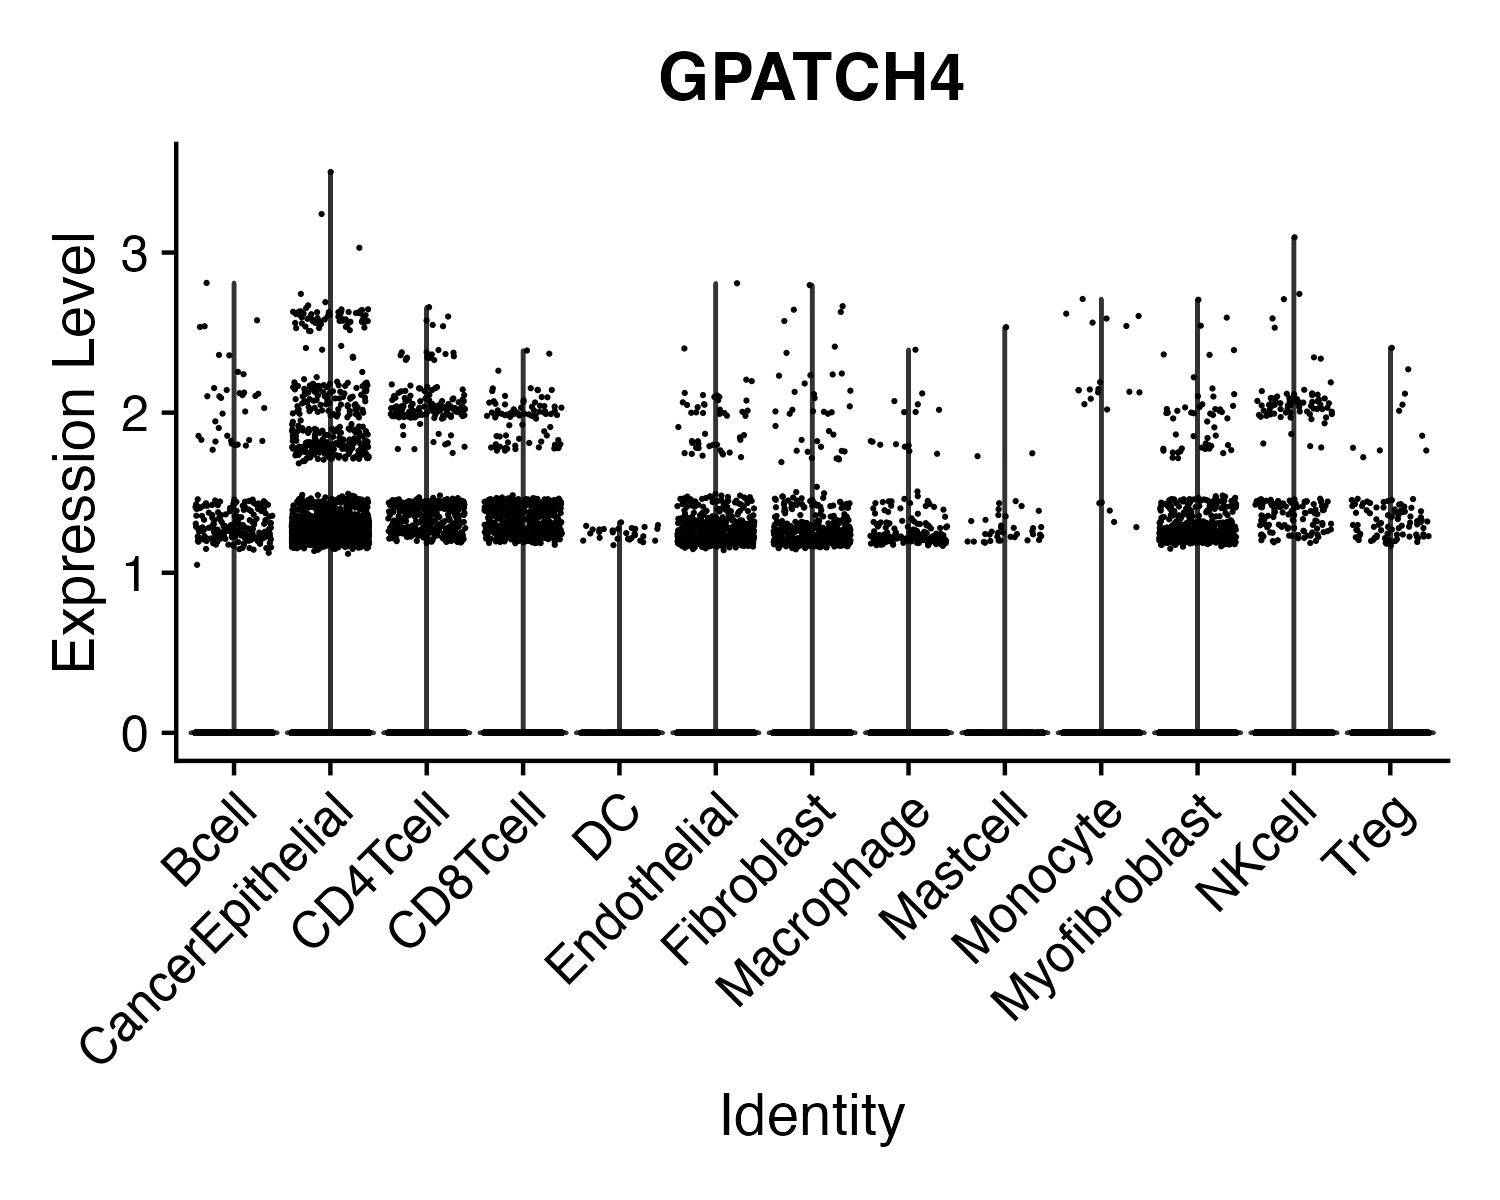 GPATCH4
Expression Level
3
2
1
0
Bcell
CancerEpithelial
CD4Tcell
CD8Tcell
DC
Endothelial
Fibroblast
Macrophage
Mastcell
Monocyte
Myofibroblast
NKcell
Treg
Identity